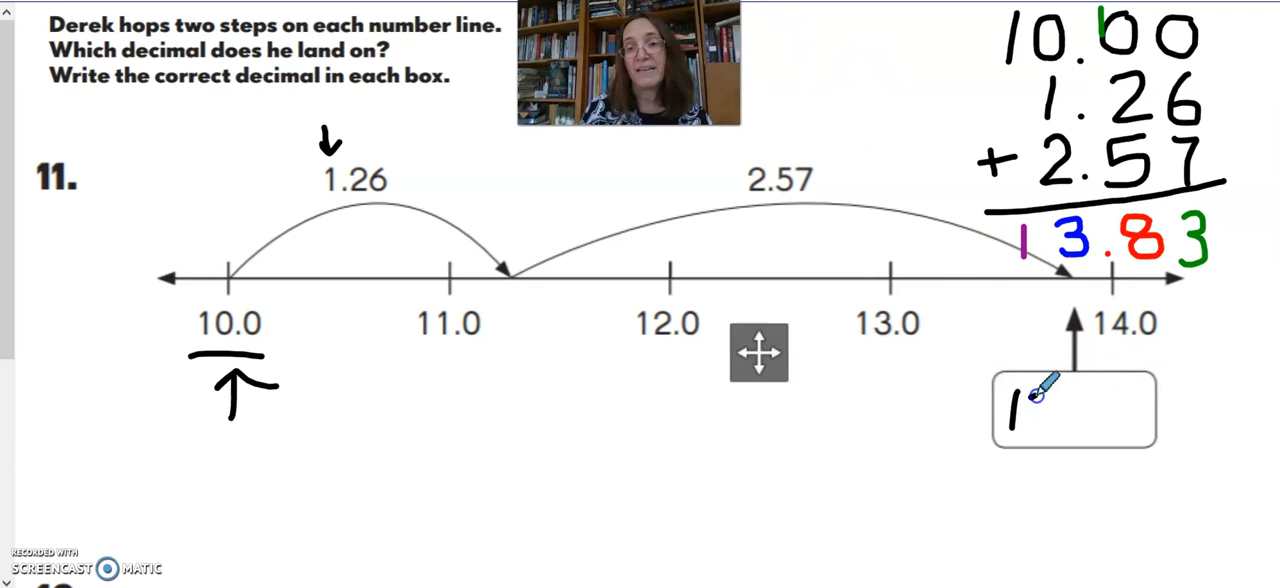 Derek hops two steps on each number line.
Which decimal does he land on?
Write the correct decimal in each box.
10.00
1.26
+ 2.57
13.83
11.
1.26
2.57
10.0
11.0
12.0
13.0
14.0
1
RECORDED WITH
SCREENCAST MATIC